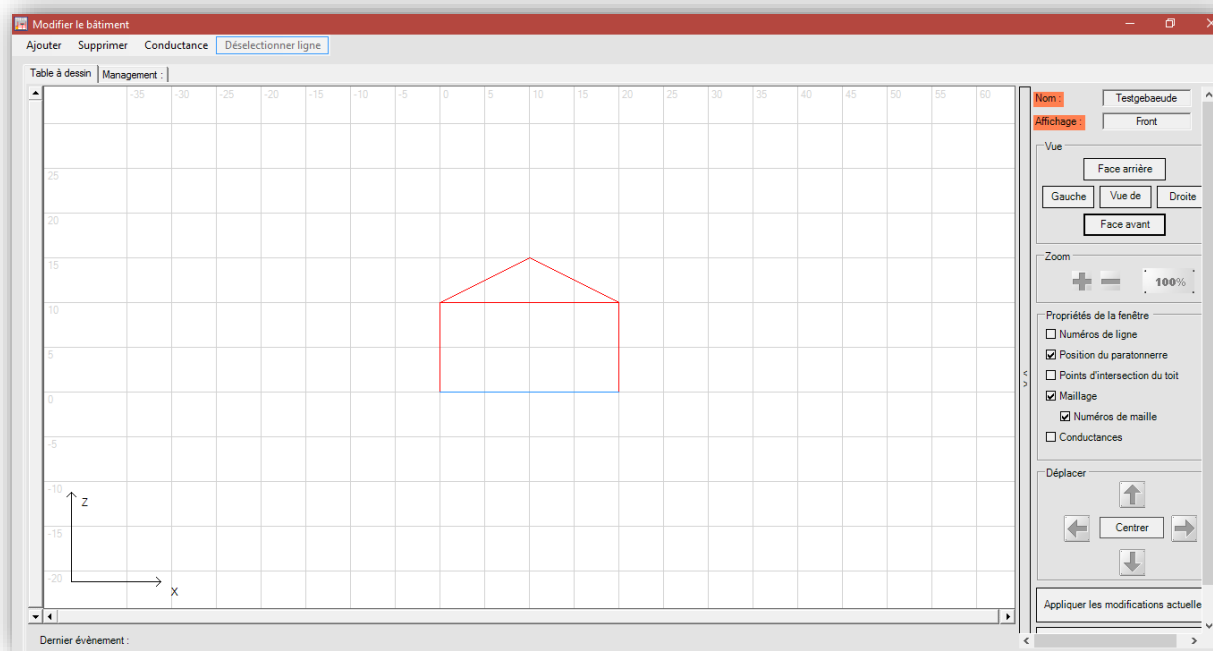 Modifier le bâtiment
Ajouter Supprimer Conductance Déselectionner ligne
Table à dessin Management :
-35 -30 -25 -20 -15 -10 -5 0 5 10 15 20 25 30 35 40 45 50 55 60
25
20
15
10
5
0
-5
-10
-15
-20
Z
X
Dernier évènement :
Nom : Testgebaeude
Affichage : Front
Vue
Face arrière
Gauche Vue de Droite
Face avant
Zoom
100%
Propriétés de la fenêtre
Numéros de ligne
Position du paratonnerre
Points d'intersection du toit
Maillage
Numéros de maille
Conductances
Déplacer
Centrer
Appliquer les modifications actuelle